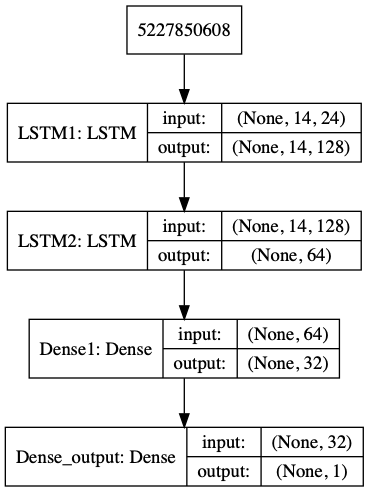 5227850608
LSTM1: LSTM
input:
(None, 14, 24)
output:
(None, 14, 128)
LSTM2: LSTM
input:
(None, 14, 128)
output:
(None, 64)
Dense1: Dense
input:
(None, 64)
output:
(None, 32)
Dense_output: Dense
input:
(None, 32)
output:
(None, 1)